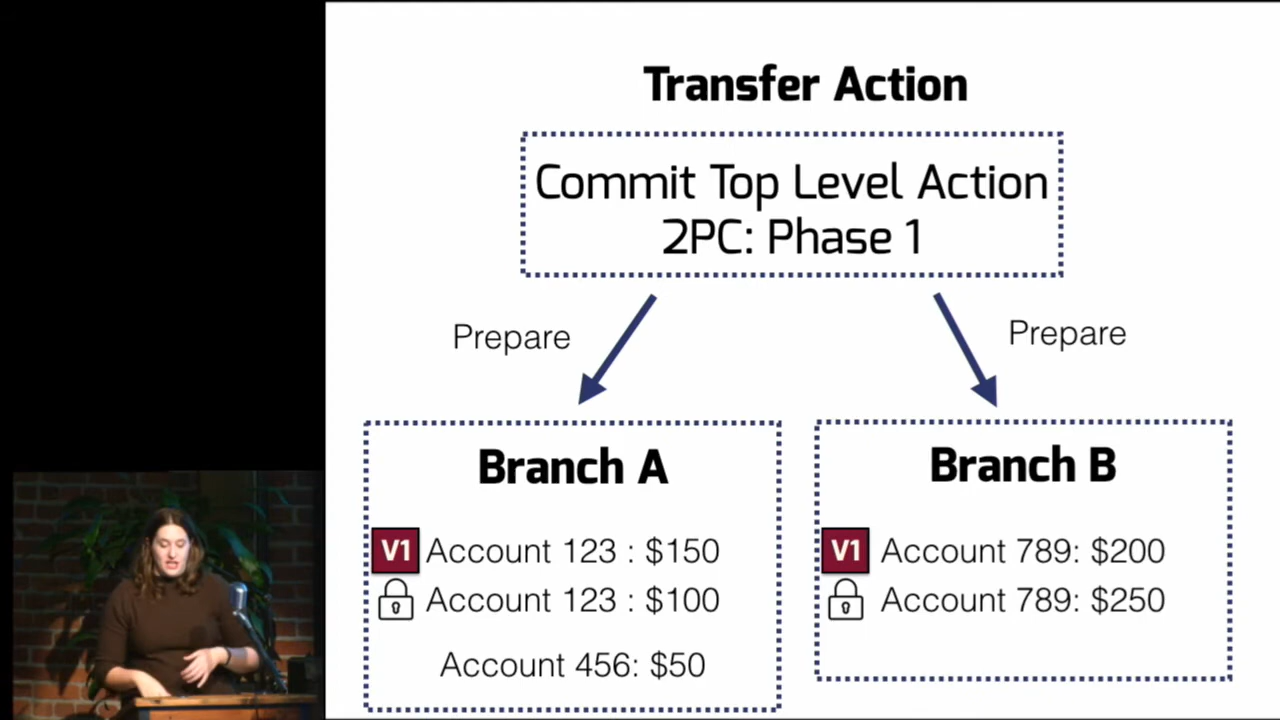 Transfer Action
Commit Top Level Action
2PC: Phase 1
Prepare
Prepare
Branch A
V1 Account 123 : $150
Account 123 : $100
Account 456: $50
Branch B
V1 Account 789: $200
Account 789: $250